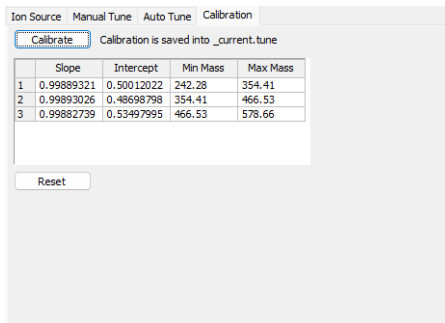 Ion Source Manual Tune Auto Tune Calibration
Calibrate Calibration is saved into _current.tune
Slope Intercept Min Mass Max Mass
1 0.99889321 0.50012022 242.28 354.41
2 0.99893026 0.48698798 354.41 466.53
3 0.99882739 0.53497995 466.53 578.66
Reset